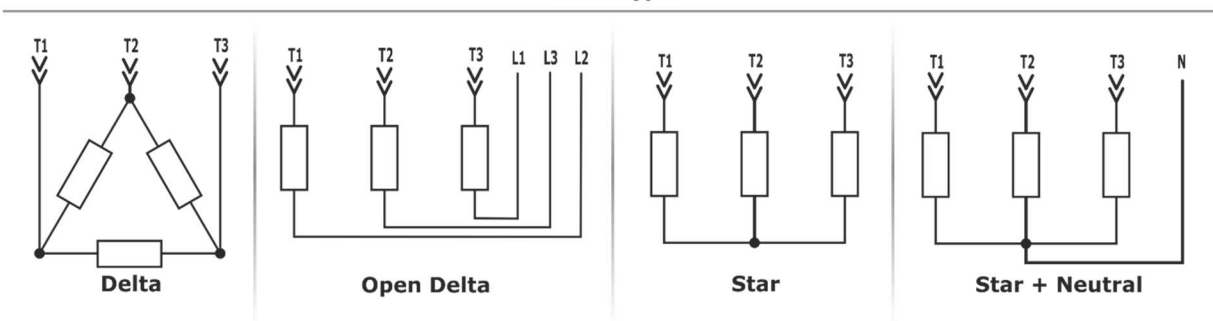 T1 T2 T3
Delta
T1 T2 T3 L1 L3 L2
Open Delta
T1 T2 T3
Star
T1 T2 T3 N
Star + Neutral